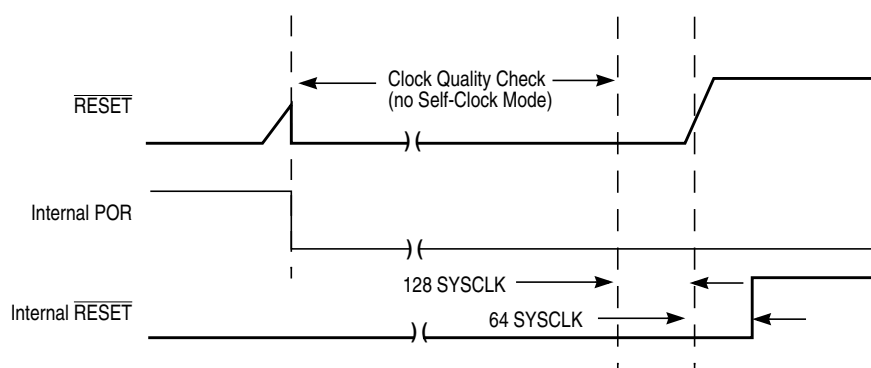 Clock Quality Check
(no Self-Clock Mode)
RESET
Internal POR
128 SYSCLK
Internal RESET
64 SYSCLK